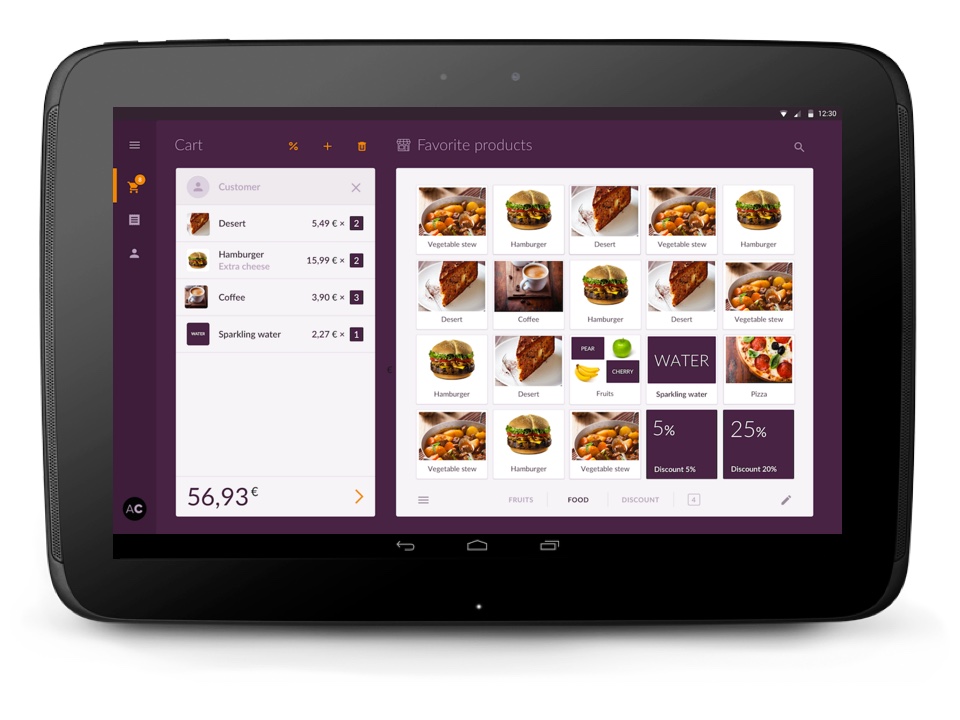 12:30
Cart
%
Favorite products
8
Customer
Desert
5,49 € × 2
Hamburger
Extra cheese
15,99 € × 2
Coffee
3,90 € × 3
WATER
Sparkling water
2,27 € × 1
56,93 €
AC
€
Vegetable stew
Hamburger
Desert
Vegetable stew
Hamburger
Desert
Coffee
Hamburger
Desert
Vegetable stew
PEAR
CHERRY
WATER
Hamburger
Desert
Fruits
Sparkling water
Pizza
5%
25%
Vegetable stew
Hamburger
Vegetable stew
Discount 5%
Discount 20%
FRUITS
FOOD
DISCOUNT
4